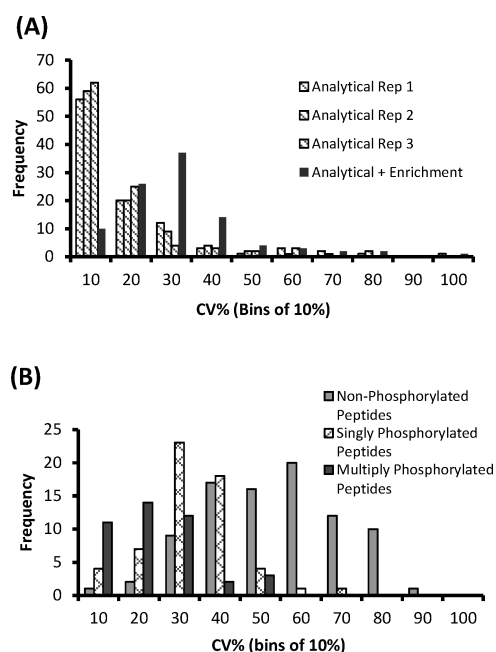 (A)
Frequency
70
60
50
40
30
20
10
0
10 20 30 40 50 60 70 80 90 100
CV% (Bins of 10%)
Analytical Rep 1
Analytical Rep 2
Analytical Rep 3
Analytical + Enrichment
(B)
Frequency
25
20
15
10
5
0
10 20 30 40 50 60 70 80 90 100
CV% (bins of 10%)
Non-Phosphorylated
Peptides
Singly Phosphorylated
Peptides
Multiply Phosphorylated
Peptides